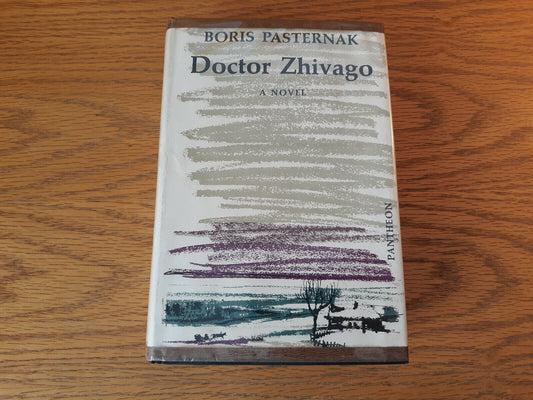 BORIS PASTERNAK
Doctor Zhivago
A NOVEL
PANTHEON